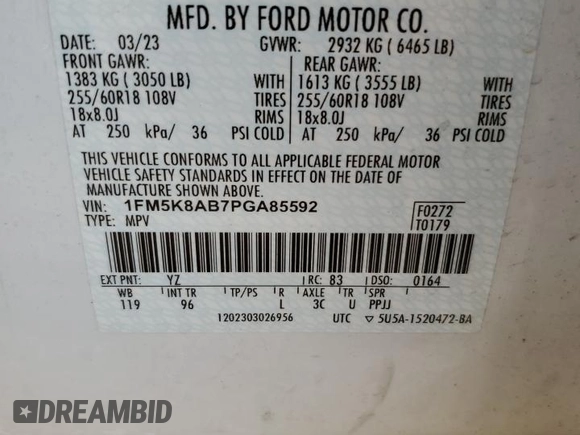 MFD. BY FORD MOTOR CO.
DATE: 03/23 GVWR: 2932 KG ( 6465 LB)
FRONT GAWR: REAR GAWR:
1383 KG ( 3050 LB) WITH 1613 KG ( 3555 LB) WITH
255/60R18 108V TIRES 255/60R18 108V TIRES
18x8.0J RIMS 18x8.0J RIMS
AT 250 kPa/ 36 PSI COLD AT 250 kPa/ 36 PSI COLD
THIS VEHICLE CONFORMS TO ALL APPLICABLE FEDERAL MOTOR
VEHICLE SAFETY STANDARDS IN EFFECT ON THE DATE OF
MANUFACTURE SHOWN ABOVE.
VIN: 1FM5K8AB7PGA85592 F0272
TYPE: MPV T0179
EXT PNT: YZ RC: 83 DSO: 0164
WB INT TR TP/PS R AXLE TR SPR
119 96 L 3C U PPJJ
1202303026956 UTC ▽ 5U5A-1520472-BA
DREAMBID